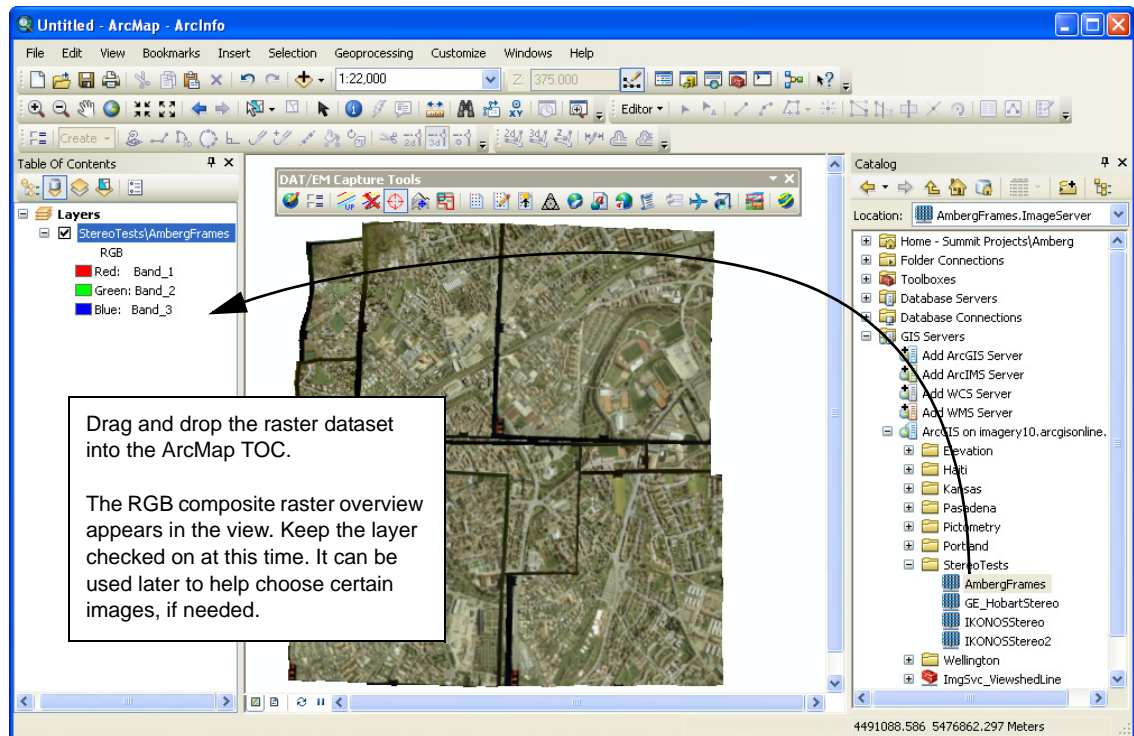 Untitled - ArcMap - ArcInfo
File Edit View Bookmarks Insert Selection Geoprocessing Customize Windows Help
1:22,000 Z: 375.000
Editor
Create
2d 3d
Table Of Contents
DAT/EM Capture Tools
Catalog
Layers
StereoTests\AmbergFrames
RGB
Red: Band_1
Green: Band_2
Blue: Band_3
Drag and drop the raster dataset
into the ArcMap TOC.
The RGB composite raster overview
appears in the view. Keep the layer
checked on at this time. It can be
used later to help choose certain
images, if needed.
Location: AmbergFrames.ImageServer
Home - Summit Projects\Amberg
Folder Connections
Toolboxes
Database Servers
Database Connections
GIS Servers
Add ArcGIS Server
Add ArcIMS Server
Add WCS Server
Add WMS Server
ArcGIS on imagery10.arcgisonline.
Elevation
Haiti
Kansas
Pasadena
Pictometry
Portland
StereoTests
AmbergFrames
GE_HobartStereo
IKONOSStereo
IKONOSStereo2
Wellington
ImgSvc_ViewshedLine
4491088.586 5476862.297 Meters